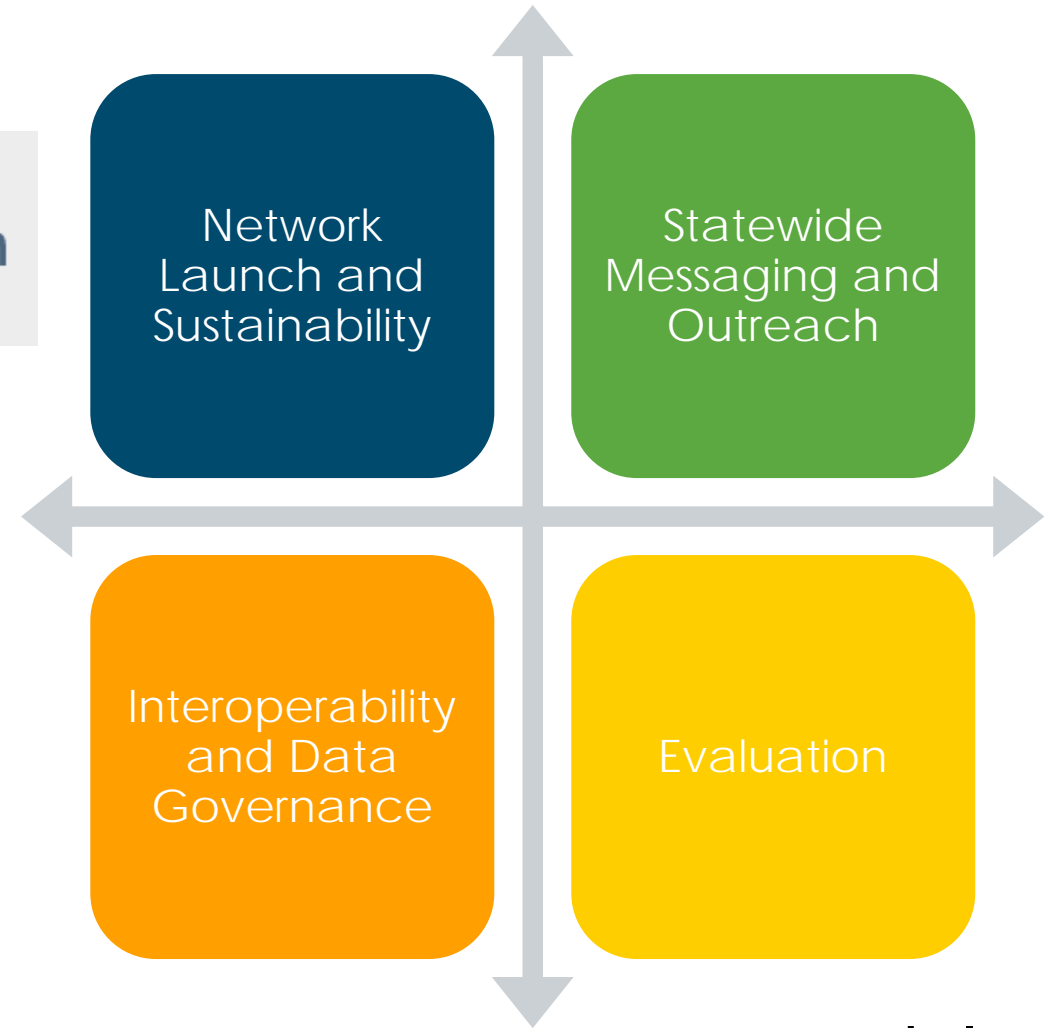 Network
Launch and
Sustainability
Statewide
Messaging and
Outreach
Interoperability
and Data
Governance
Evaluation